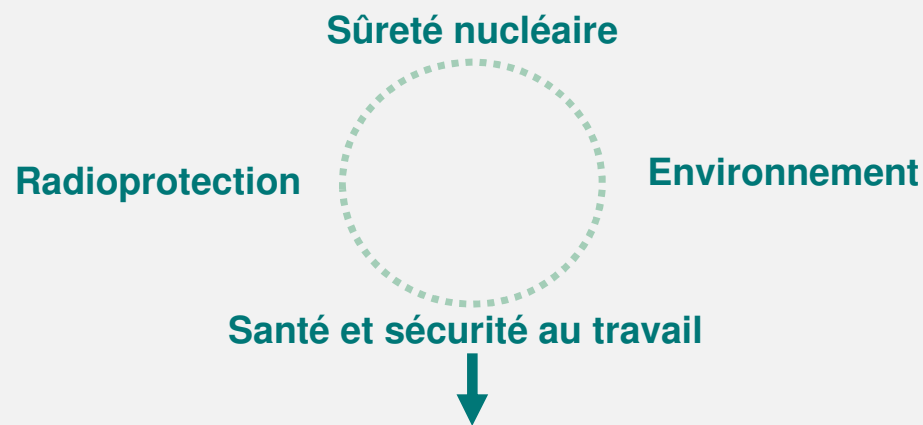 Sûreté nucléaire
Radioprotection
Environnement
Santé et sécurité au travail